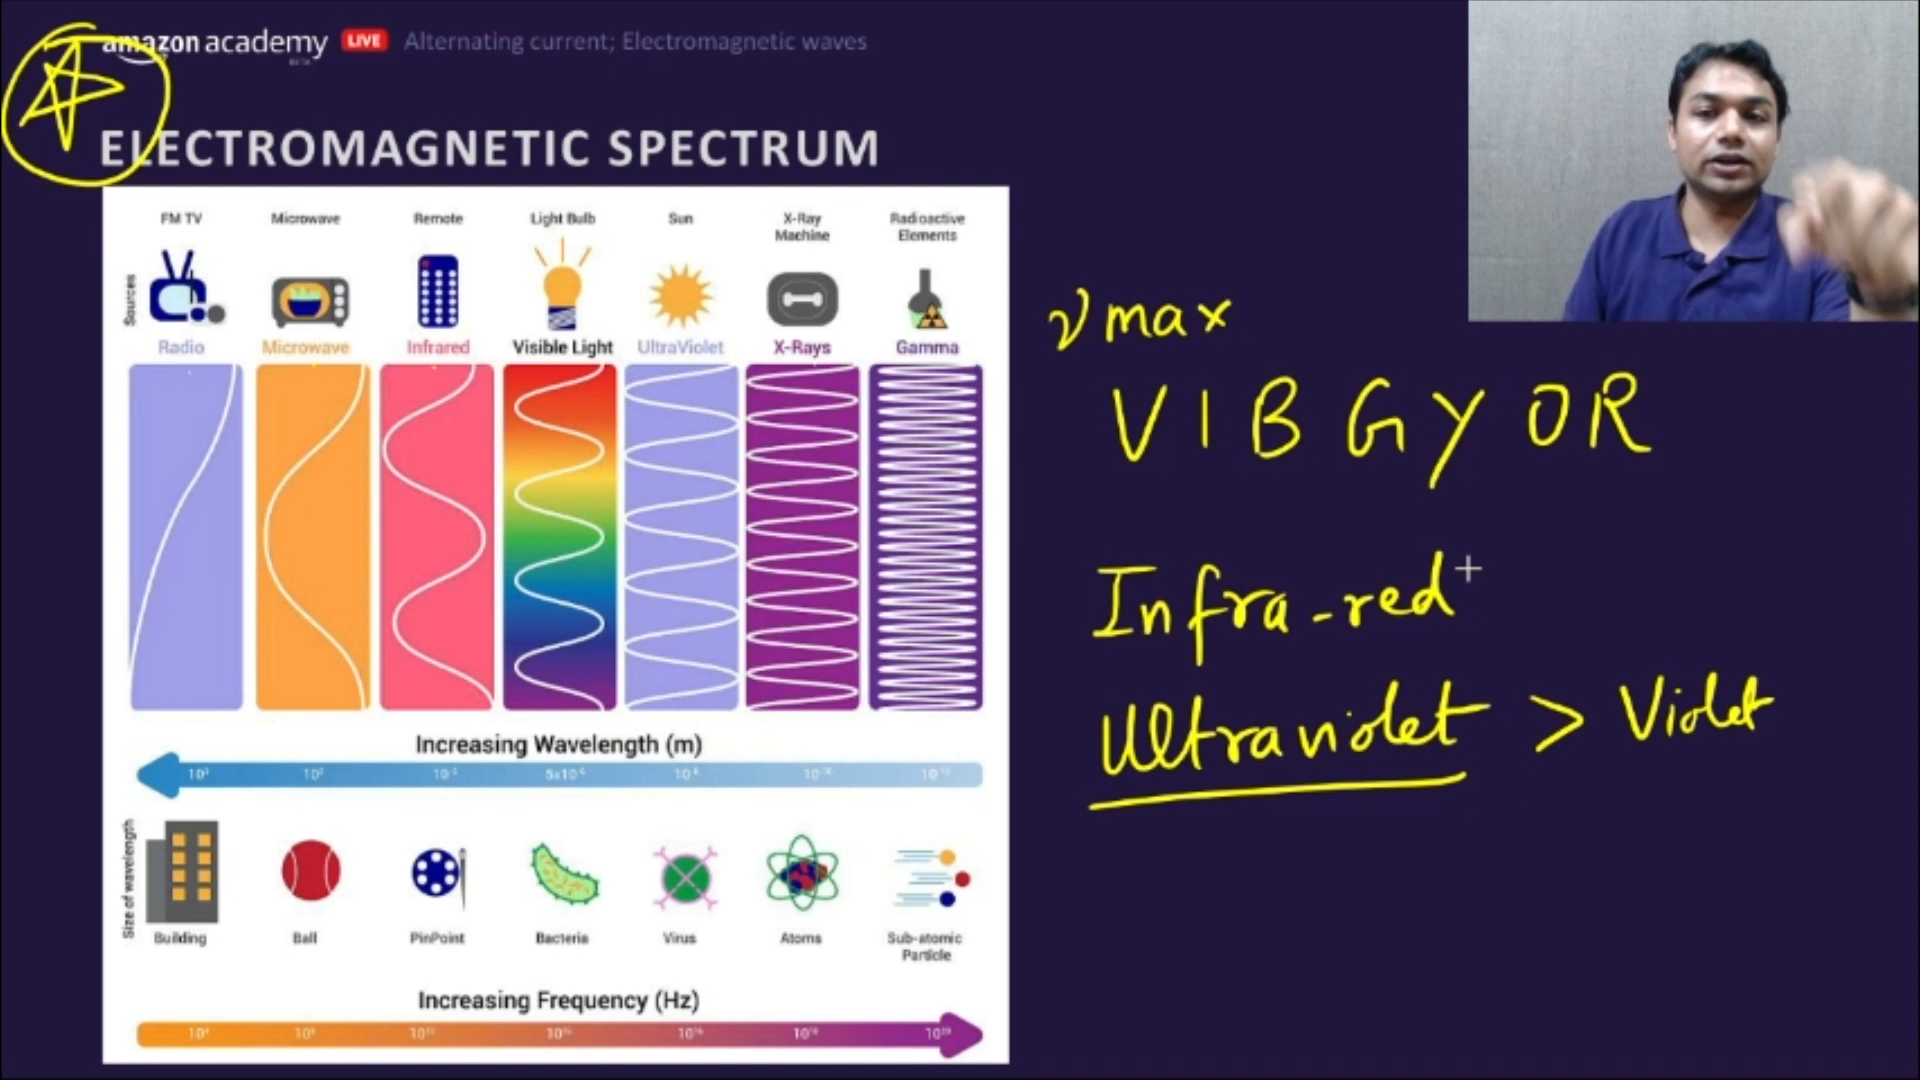 amazon academy LIVE Alternating current; Electromagnetic waves
BETA
ELECTROMAGNETIC SPECTRUM
FM TV Microwave Remote Light Bulb Sun X-Ray Machine Radioactive Elements
Sources
Radio Microwave Infrared Visible Light UltraViolet X-Rays Gamma
Increasing Wavelength (m)
Size of wavelength
Building Ball PinPoint Bacteria Virus Atoms Sub-atomic Particle
Increasing Frequency (Hz)
ν max
V I B G Y O R
Infra-red
Ultraviolet > Violet